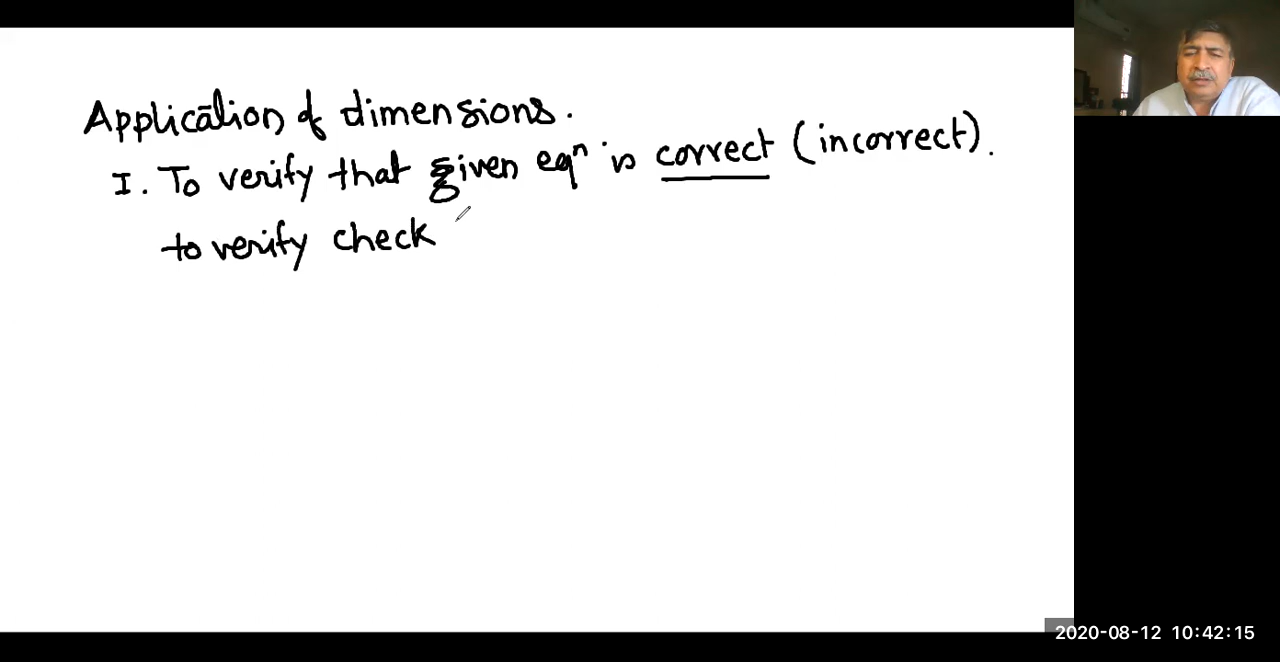 Application of dimensions.
I. To verify that given eqⁿ is correct (incorrect).
to verify check
2020-08-12 10:42:15